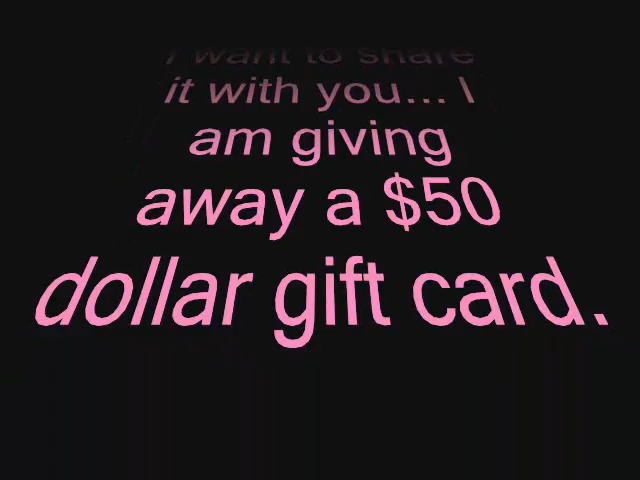 I want to share
it with you... I
am giving
away a $50
dollar gift card.